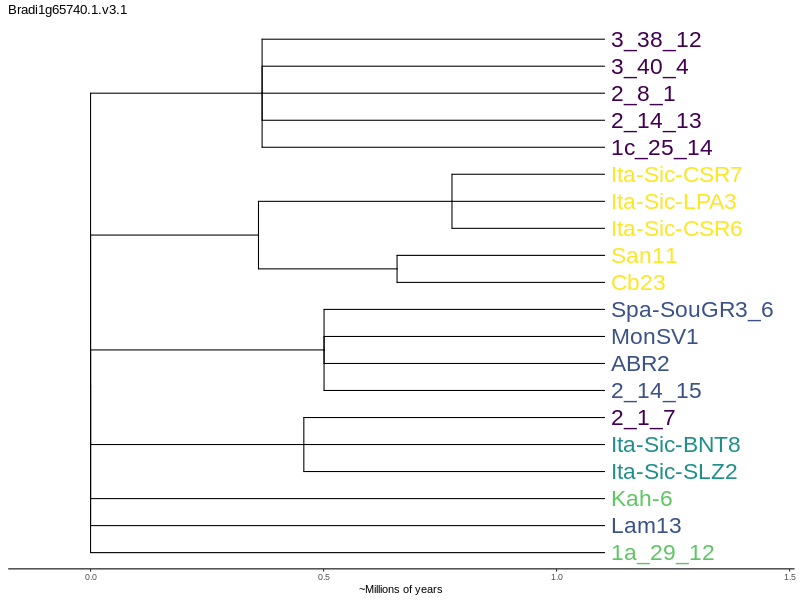 Bradi1g65740.1.v3.1
3_38_12
3_40_4
2_8_1
2_14_13
1c_25_14
Ita-Sic-CSR7
Ita-Sic-LPA3
Ita-Sic-CSR6
San11
Cb23
Spa-SouGR3_6
MonSV1
ABR2
2_14_15
2_1_7
Ita-Sic-BNT8
Ita-Sic-SLZ2
Kah-6
Lam13
1a_29_12
0.0 0.5 1.0 1.5
~Millions of years